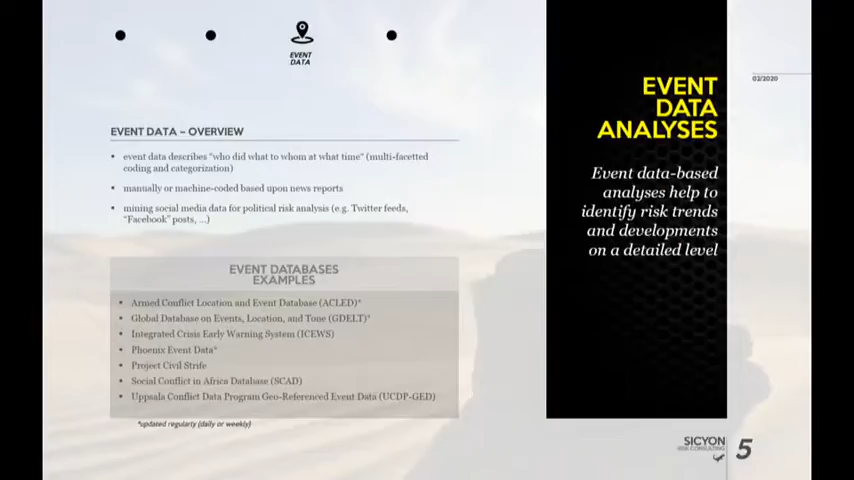 EVENT
DATA
EVENT DATA – OVERVIEW
▪ event data describes "who did what to whom at what time" (multi-facetted
coding and categorization)
▪ manually or machine-coded based upon news reports
▪ mining social media data for political risk analysis (e.g. Twitter feeds,
"Facebook" posts, ...)
EVENT DATABASES
EXAMPLES
▪ Armed Conflict Location and Event Database (ACLED)*
▪ Global Database on Events, Location, and Tone (GDELT)*
▪ Integrated Crisis Early Warning System (ICEWS)
▪ Phoenix Event Data*
▪ Project Civil Strife
▪ Social Conflict in Africa Database (SCAD)
▪ Uppsala Conflict Data Program Geo-Referenced Event Data (UCDP-GED)
*updated regularly (daily or weekly)
EVENT
DATA
ANALYSES
Event data-based
analyses help to
identify risk trends
and developments
on a detailed level
02/2020
SICYON
RISK CONSULTING
5